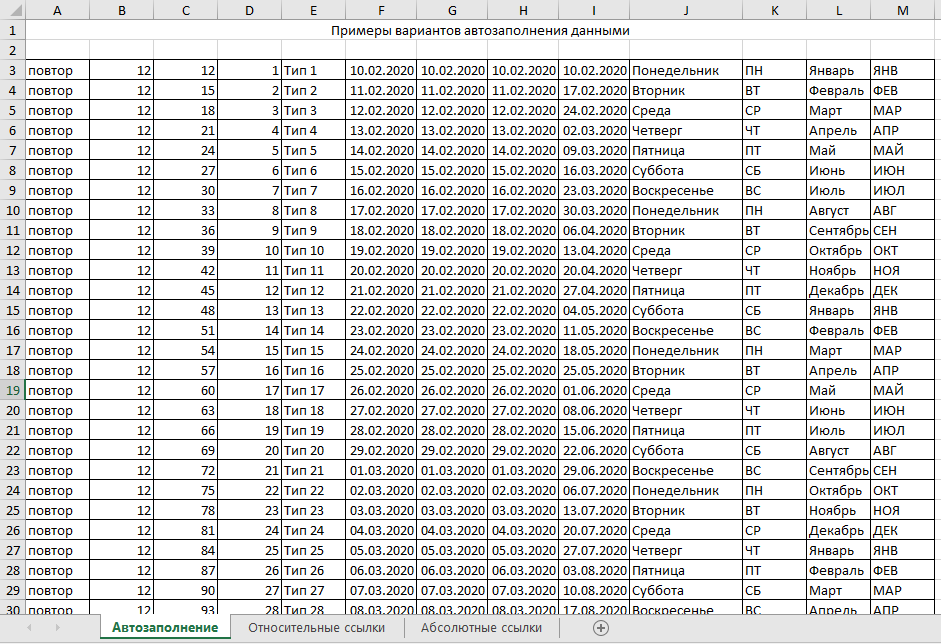 A B C D E F G H I J K L M
1 Примеры вариантов автозаполнения данными
2
3 повтор 12 12 1 Тип 1 10.02.2020 10.02.2020 10.02.2020 10.02.2020 Понедельник ПН Январь ЯНВ
4 повтор 12 15 2 Тип 2 11.02.2020 11.02.2020 11.02.2020 17.02.2020 Вторник ВТ Февраль ФЕВ
5 повтор 12 18 3 Тип 3 12.02.2020 12.02.2020 12.02.2020 24.02.2020 Среда СР Март МАР
6 повтор 12 21 4 Тип 4 13.02.2020 13.02.2020 13.02.2020 02.03.2020 Четверг ЧТ Апрель АПР
7 повтор 12 24 5 Тип 5 14.02.2020 14.02.2020 14.02.2020 09.03.2020 Пятница ПТ Май МАЙ
8 повтор 12 27 6 Тип 6 15.02.2020 15.02.2020 15.02.2020 16.03.2020 Суббота СБ Июнь ИЮН
9 повтор 12 30 7 Тип 7 16.02.2020 16.02.2020 16.02.2020 23.03.2020 Воскресенье ВС Июль ИЮЛ
10 повтор 12 33 8 Тип 8 17.02.2020 17.02.2020 17.02.2020 30.03.2020 Понедельник ПН Август АВГ
11 повтор 12 36 9 Тип 9 18.02.2020 18.02.2020 18.02.2020 06.04.2020 Вторник ВТ Сентябрь СЕН
12 повтор 12 39 10 Тип 10 19.02.2020 19.02.2020 19.02.2020 13.04.2020 Среда СР Октябрь ОКТ
13 повтор 12 42 11 Тип 11 20.02.2020 20.02.2020 20.02.2020 20.04.2020 Четверг ЧТ Ноябрь НОЯ
14 повтор 12 45 12 Тип 12 21.02.2020 21.02.2020 21.02.2020 27.04.2020 Пятница ПТ Декабрь ДЕК
15 повтор 12 48 13 Тип 13 22.02.2020 22.02.2020 22.02.2020 04.05.2020 Суббота СБ Январь ЯНВ
16 повтор 12 51 14 Тип 14 23.02.2020 23.02.2020 23.02.2020 11.05.2020 Воскресенье ВС Февраль ФЕВ
17 повтор 12 54 15 Тип 15 24.02.2020 24.02.2020 24.02.2020 18.05.2020 Понедельник ПН Март МАР
18 повтор 12 57 16 Тип 16 25.02.2020 25.02.2020 25.02.2020 25.05.2020 Вторник ВТ Апрель АПР
19 повтор 12 60 17 Тип 17 26.02.2020 26.02.2020 26.02.2020 01.06.2020 Среда СР Май МАЙ
20 повтор 12 63 18 Тип 18 27.02.2020 27.02.2020 27.02.2020 08.06.2020 Четверг ЧТ Июнь ИЮН
21 повтор 12 66 19 Тип 19 28.02.2020 28.02.2020 28.02.2020 15.06.2020 Пятница ПТ Июль ИЮЛ
22 повтор 12 69 20 Тип 20 29.02.2020 29.02.2020 29.02.2020 22.06.2020 Суббота СБ Август АВГ
23 повтор 12 72 21 Тип 21 01.03.2020 01.03.2020 01.03.2020 29.06.2020 Воскресенье ВС Сентябрь СЕН
24 повтор 12 75 22 Тип 22 02.03.2020 02.03.2020 02.03.2020 06.07.2020 Понедельник ПН Октябрь ОКТ
25 повтор 12 78 23 Тип 23 03.03.2020 03.03.2020 03.03.2020 13.07.2020 Вторник ВТ Ноябрь НОЯ
26 повтор 12 81 24 Тип 24 04.03.2020 04.03.2020 04.03.2020 20.07.2020 Среда СР Декабрь ДЕК
27 повтор 12 84 25 Тип 25 05.03.2020 05.03.2020 05.03.2020 27.07.2020 Четверг ЧТ Январь ЯНВ
28 повтор 12 87 26 Тип 26 06.03.2020 06.03.2020 06.03.2020 03.08.2020 Пятница ПТ Февраль ФЕВ
29 повтор 12 90 27 Тип 27 07.03.2020 07.03.2020 07.03.2020 10.08.2020 Суббота СБ Март МАР
30 повтор 12 93 28 Тип 28 08.03.2020 08.03.2020 08.03.2020 17.08.2020 Воскресенье ВС Апрель АПР
Автозаполнение Относительные ссылки Абсолютные ссылки